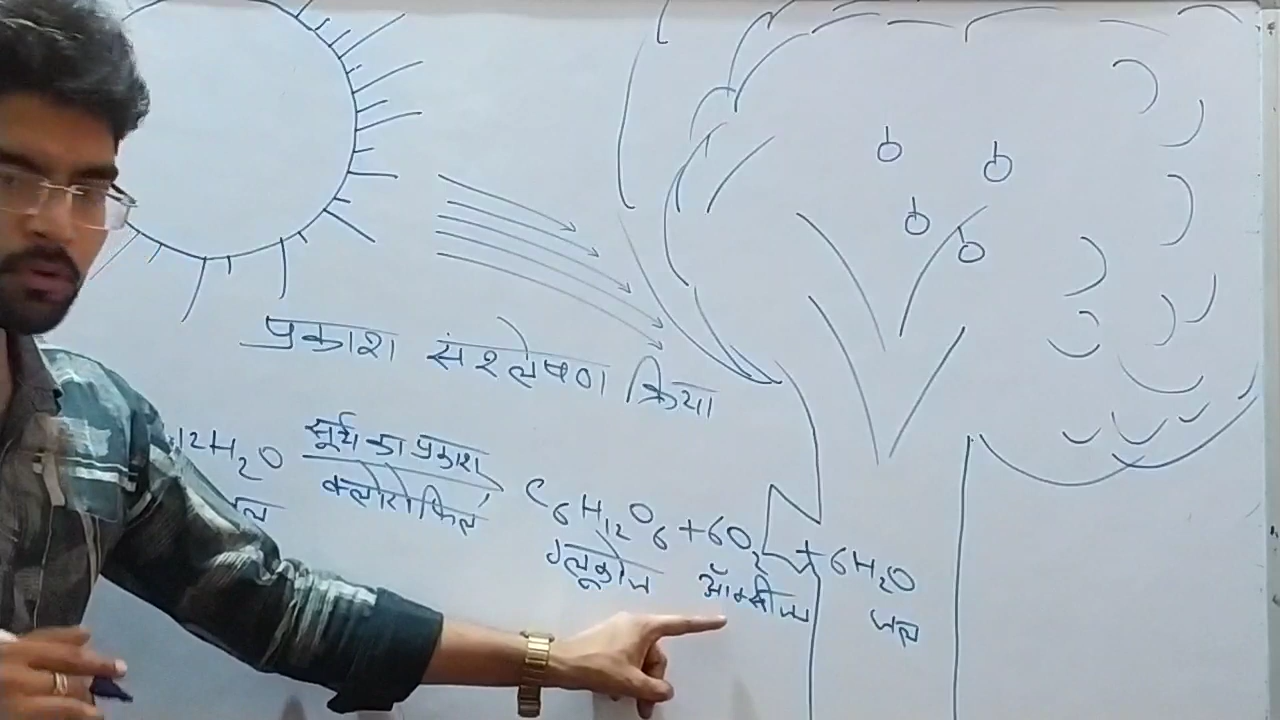 प्रकाश संश्लेषण क्रिया
12H₂O सूर्य का प्रकाश C₆H₁₂O₆ + 6O₂ + 6H₂O
क्लोरोफिल ग्लूकोज ऑक्सीजन जल